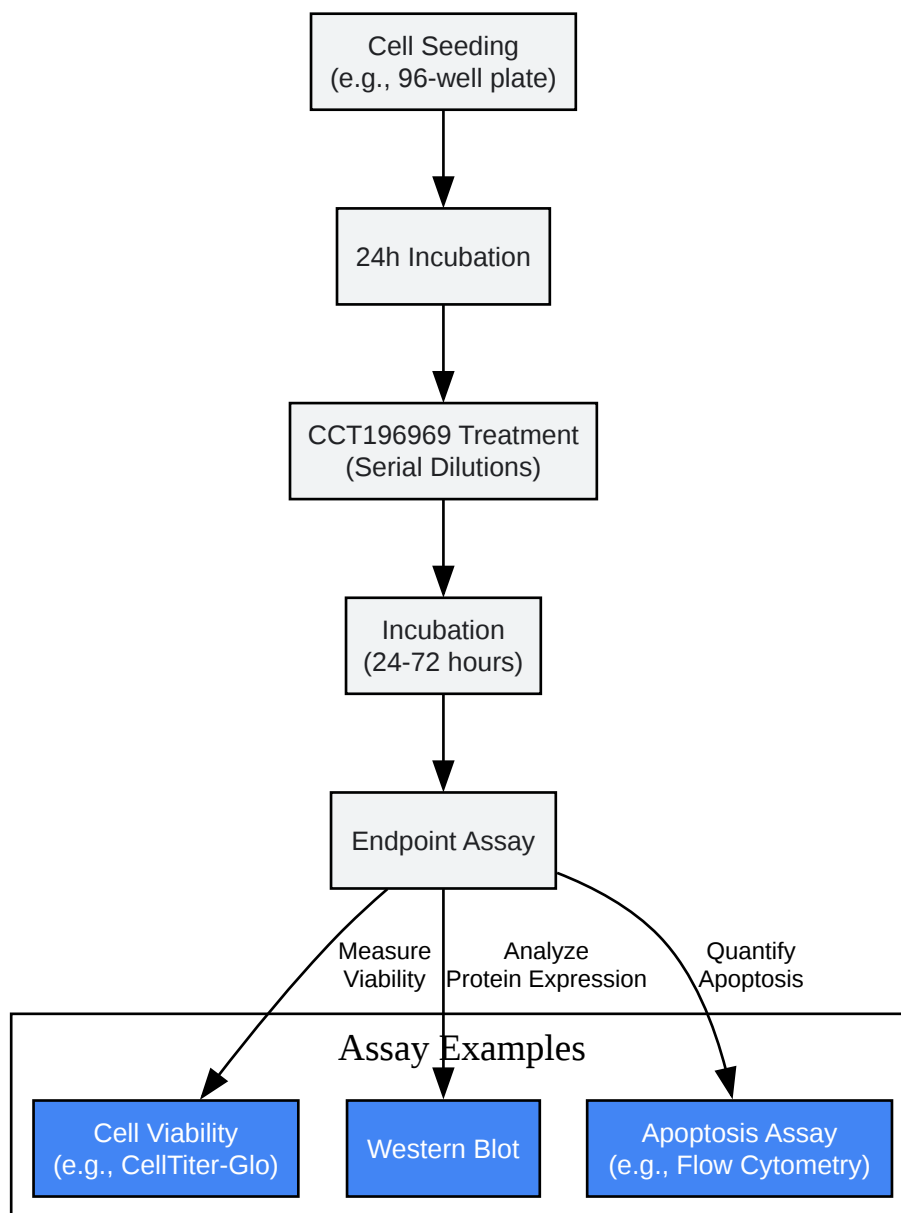 Cell Seeding
(e.g., 96-well plate)
24h Incubation
CCT196969 Treatment
(Serial Dilutions)
Incubation
(24-72 hours)
Endpoint Assay
Measure
Viability
Analyze
Protein Expression
Quantify
Apoptosis
Assay Examples
Cell Viability
(e.g., CellTiter-Glo)
Western Blot
Apoptosis Assay
(e.g., Flow Cytometry)